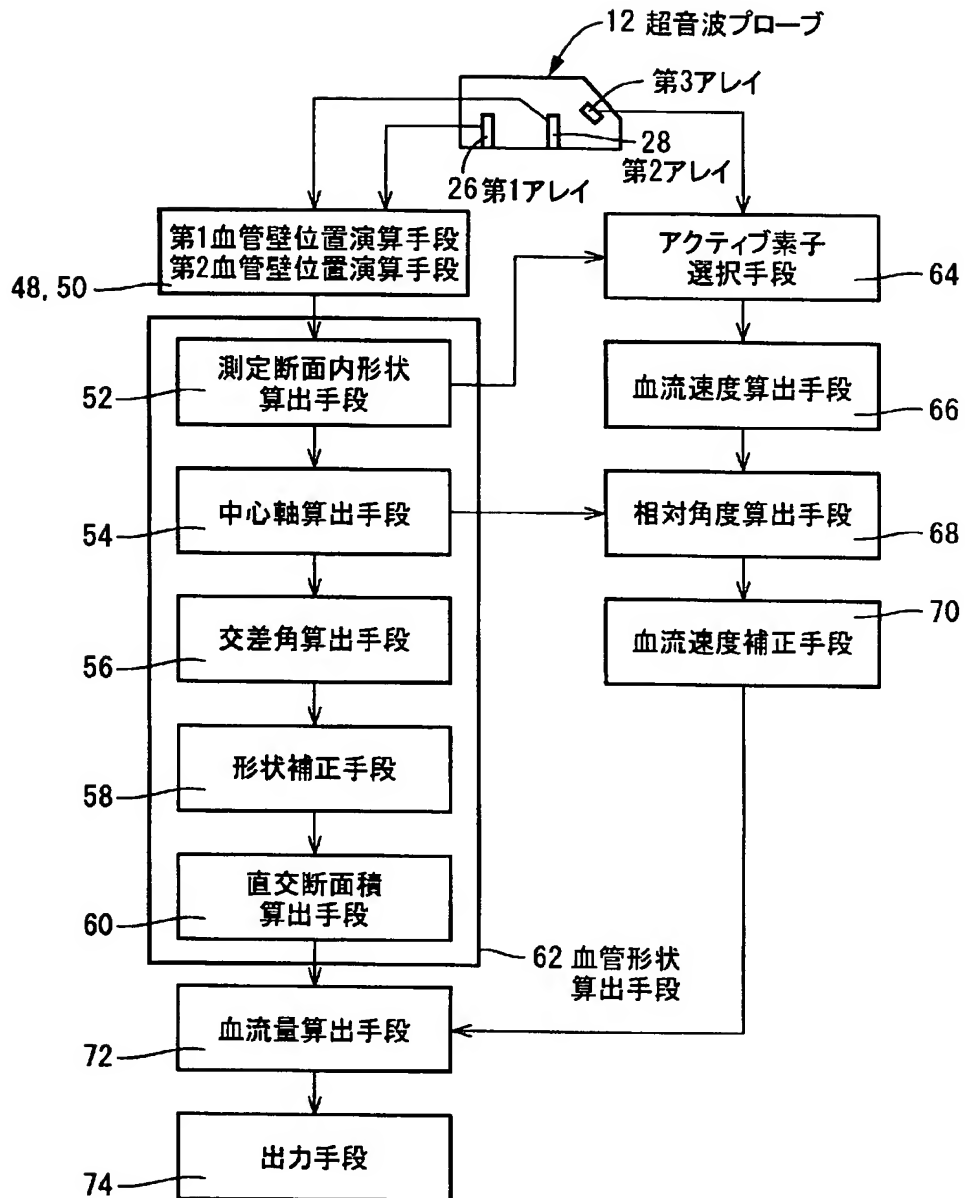 12 超音波プローブ
第3アレイ
28
第2アレイ
26 第1アレイ
第1血管壁位置演算手段
第2血管壁位置演算手段
48, 50
アクティブ素子
選択手段
64
測定断面内形状
算出手段
52
血流速度算出手段
66
中心軸算出手段
54
相対角度算出手段
68
交差角算出手段
56
血流速度補正手段
70
形状補正手段
58
直交断面積
算出手段
60
62 血管形状
算出手段
血流量算出手段
72
出力手段
74